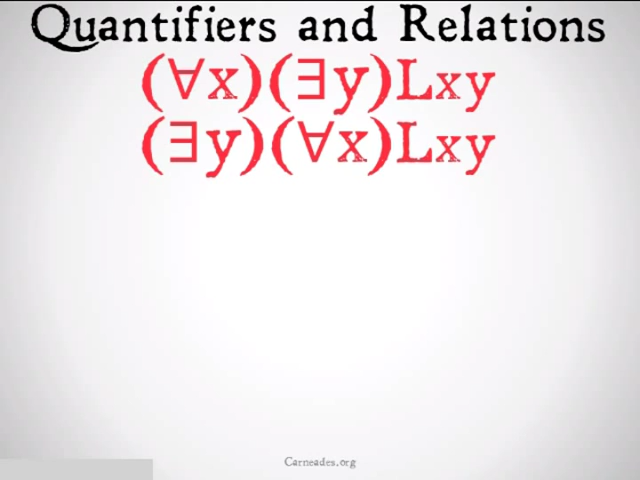 Quantifiers and Relations
(∀x)(∃y)Lxy
(∃y)(∀x)Lxy
Carneades.org